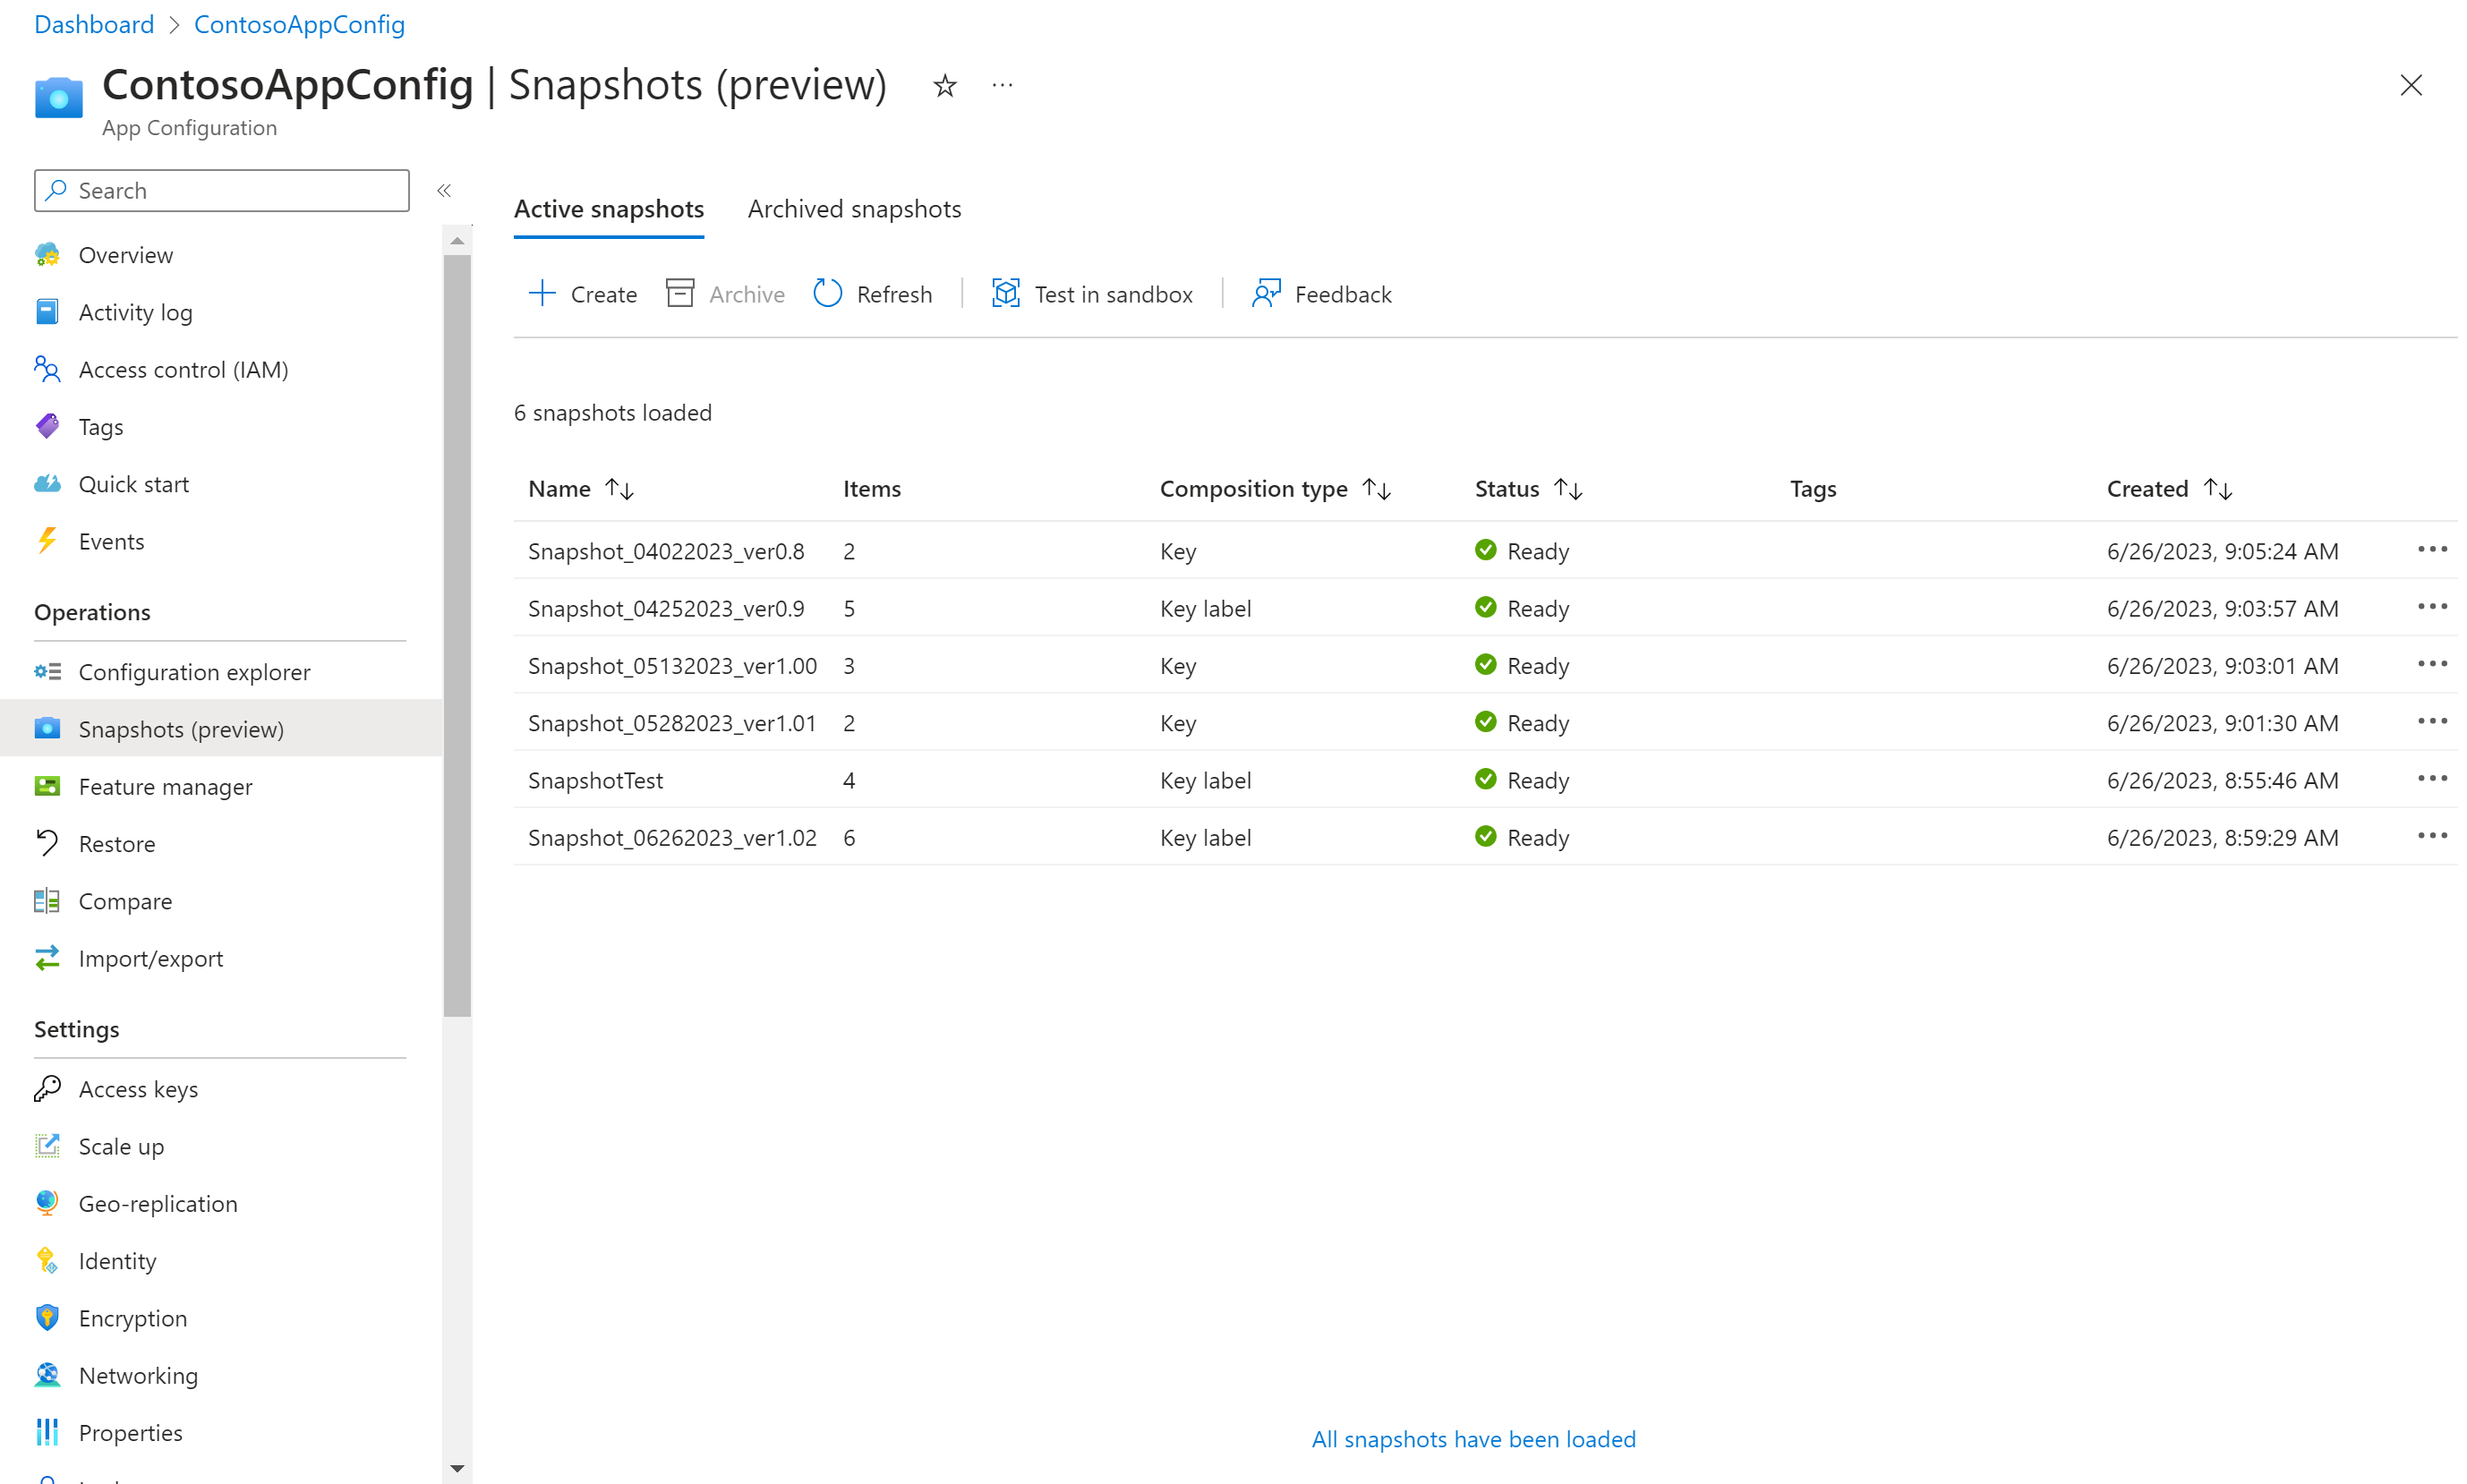 Dashboard > ContosoAppConfig
ContosoAppConfig | Snapshots (preview)
App Configuration
Search
Overview
Activity log
Access control (IAM)
Tags
Quick start
Events
Operations
Configuration explorer
Snapshots (preview)
Feature manager
Restore
Compare
Import/export
Settings
Access keys
Scale up
Geo-replication
Identity
Encryption
Networking
Properties
Active snapshots Archived snapshots
Create Archive Refresh Test in sandbox Feedback
6 snapshots loaded
Name Items Composition type Status Tags Created
Snapshot_04022023_ver0.8 2 Key Ready 6/26/2023, 9:05:24 AM
Snapshot_04252023_ver0.9 5 Key label Ready 6/26/2023, 9:03:57 AM
Snapshot_05132023_ver1.00 3 Key Ready 6/26/2023, 9:03:01 AM
Snapshot_05282023_ver1.01 2 Key Ready 6/26/2023, 9:01:30 AM
SnapshotTest 4 Key label Ready 6/26/2023, 8:55:46 AM
Snapshot_06262023_ver1.02 6 Key label Ready 6/26/2023, 8:59:29 AM
All snapshots have been loaded